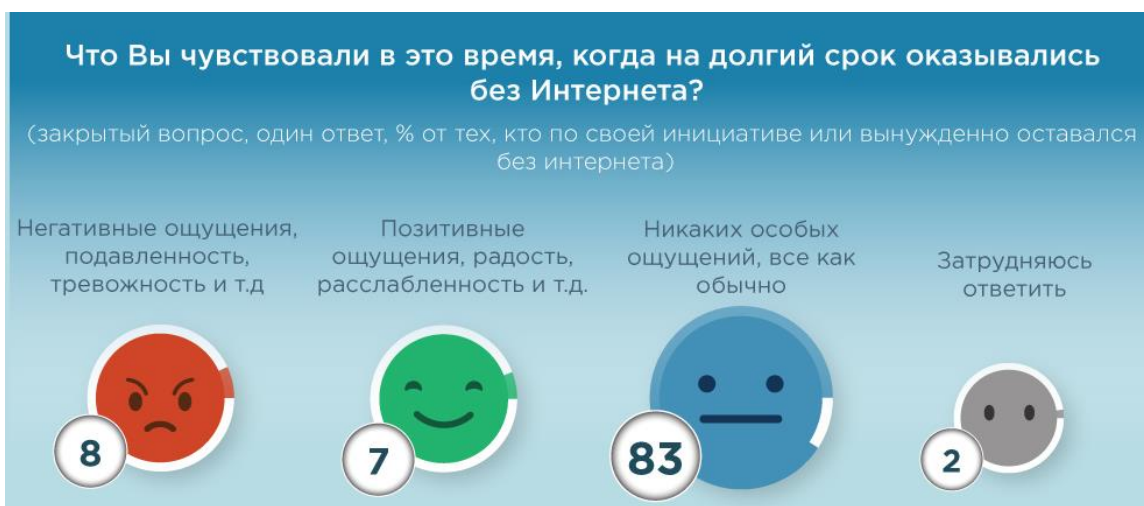 Что Вы чувствовали в это время, когда на долгий срок оказывались
без Интернета?
(закрытый вопрос, один ответ, % от тех, кто по своей инициативе или вынужденно оставался
без интернета)
Негативные ощущения,
подавленность,
тревожность и т.д
Позитивные
ощущения, радость,
расслабленность и т.д.
Никаких особых
ощущений, все как
обычно
Затрудняюсь
ответить
8
7
83
2